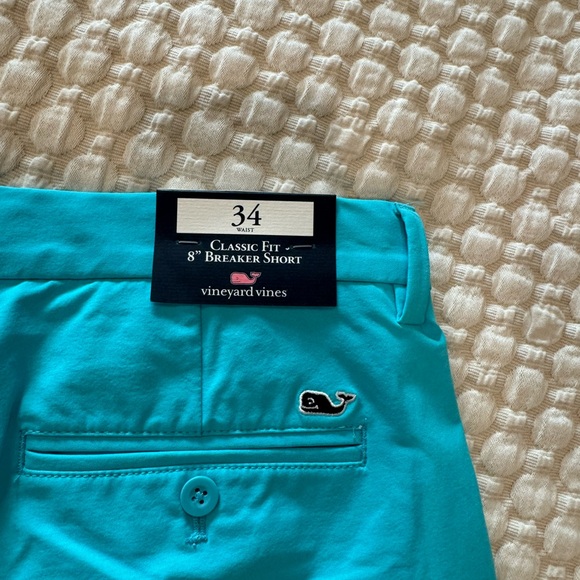 34
WAIST
CLASSIC FIT
8" BREAKER SHORT
vineyard vines